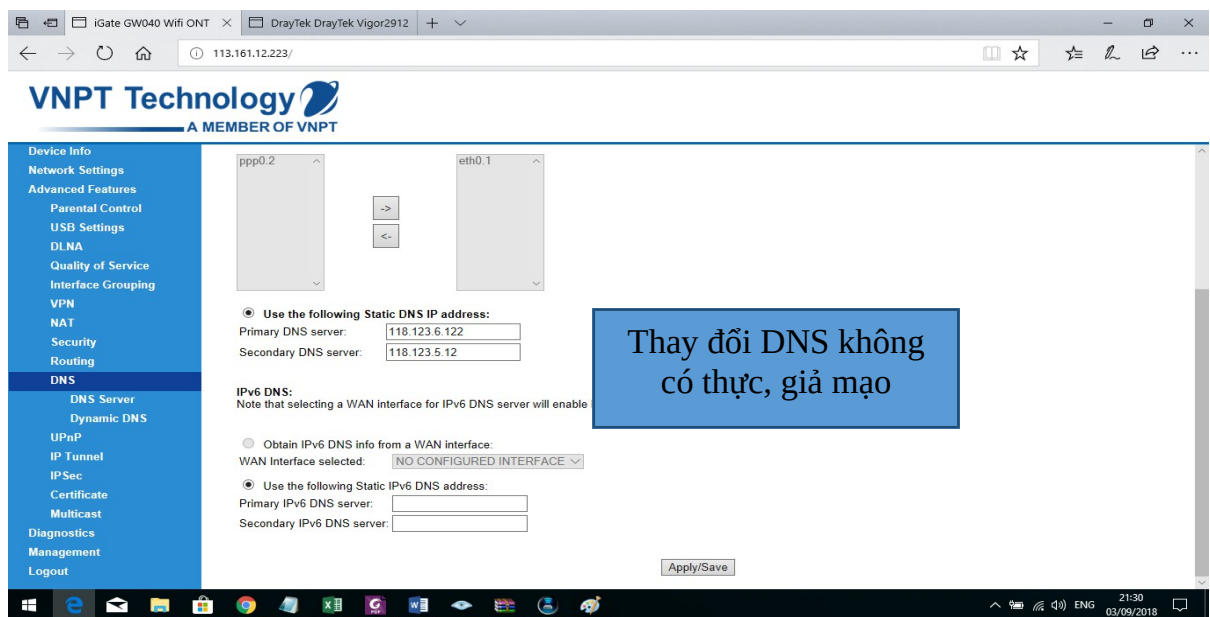 iGate GW040 Wifi ONT
DrayTek DrayTek Vigor2912
113.161.12.223/
VNPT Technology
A MEMBER OF VNPT
Device Info
Network Settings
Advanced Features
Parental Control
USB Settings
DLNA
Quality of Service
Interface Grouping
VPN
NAT
Security
Routing
DNS
DNS Server
Dynamic DNS
UPnP
IP Tunnel
IPSec
Certificate
Multicast
Diagnostics
Management
Logout
ppp0.2
eth0.1
->
<-
Use the following Static DNS IP address:
Primary DNS server: 118.123.6.122
Secondary DNS server: 118.123.5.12
IPv6 DNS:
Note that selecting a WAN interface for IPv6 DNS server will enable
Obtain IPv6 DNS info from a WAN interface:
WAN Interface selected: NO CONFIGURED INTERFACE
Use the following Static IPv6 DNS address:
Primary IPv6 DNS server:
Secondary IPv6 DNS server:
Apply/Save
Thay đổi DNS không
có thực, giả mạo
ENG
21:30
03/09/2018